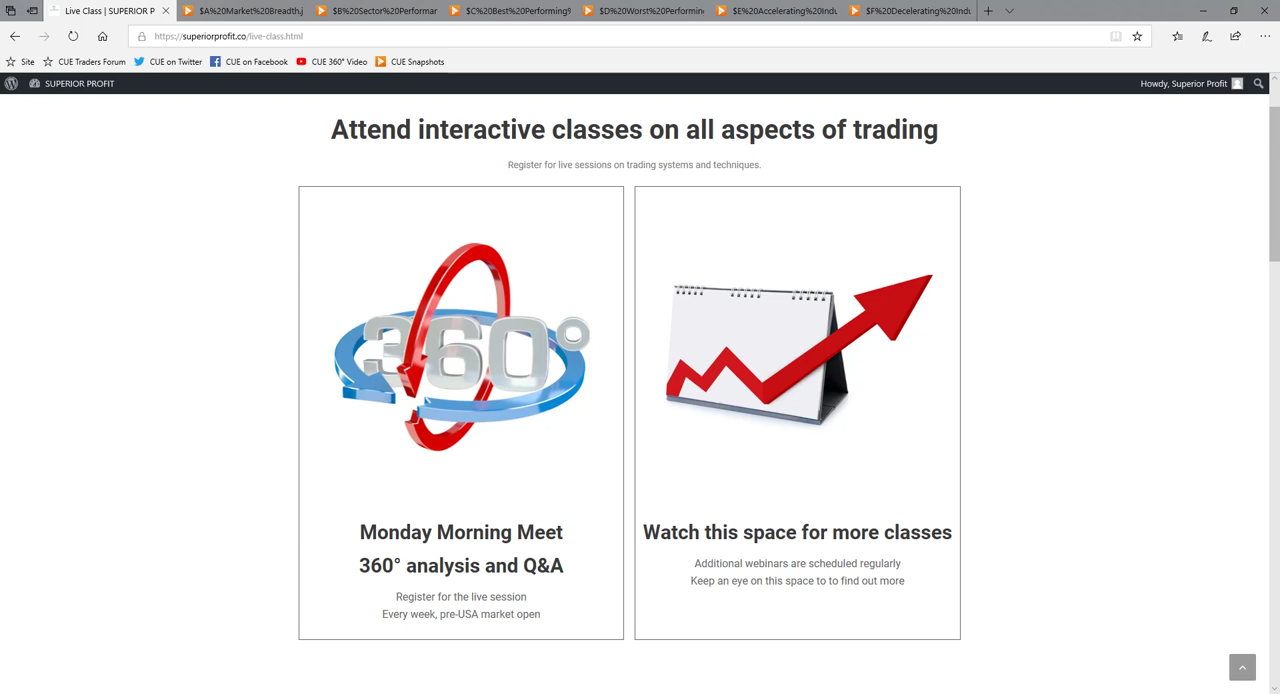 Live Class | SUPERIOR P
$A%20Market%20Breadth.j
$B%20Sector%20Performar
$C%20Best%20Performing%
$D%20Worst%20Performing
$E%20Accelerating%20Indu
$F%20Decelerating%20Indu
https://superiorprofit.co/live-class.html
Site
CUE Traders Forum
CUE on Twitter
CUE on Facebook
CUE 360° Video
CUE Snapshots
SUPERIOR PROFIT
Howdy, Superior Profit
Attend interactive classes on all aspects of trading
Register for live sessions on trading systems and techniques.
360°
Monday Morning Meet
360° analysis and Q&A
Register for the live session
Every week, pre-USA market open
Watch this space for more classes
Additional webinars are scheduled regularly
Keep an eye on this space to to find out more